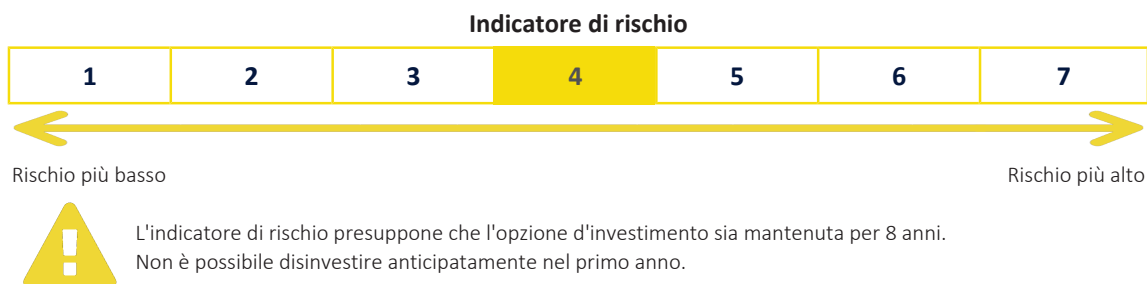 Indicatore di rischio
1 2 3 4 5 6 7
Rischio più basso Rischio più alto
L'indicatore di rischio presuppone che l'opzione d'investimento sia mantenuta per 8 anni.
Non è possibile disinvestire anticipatamente nel primo anno.